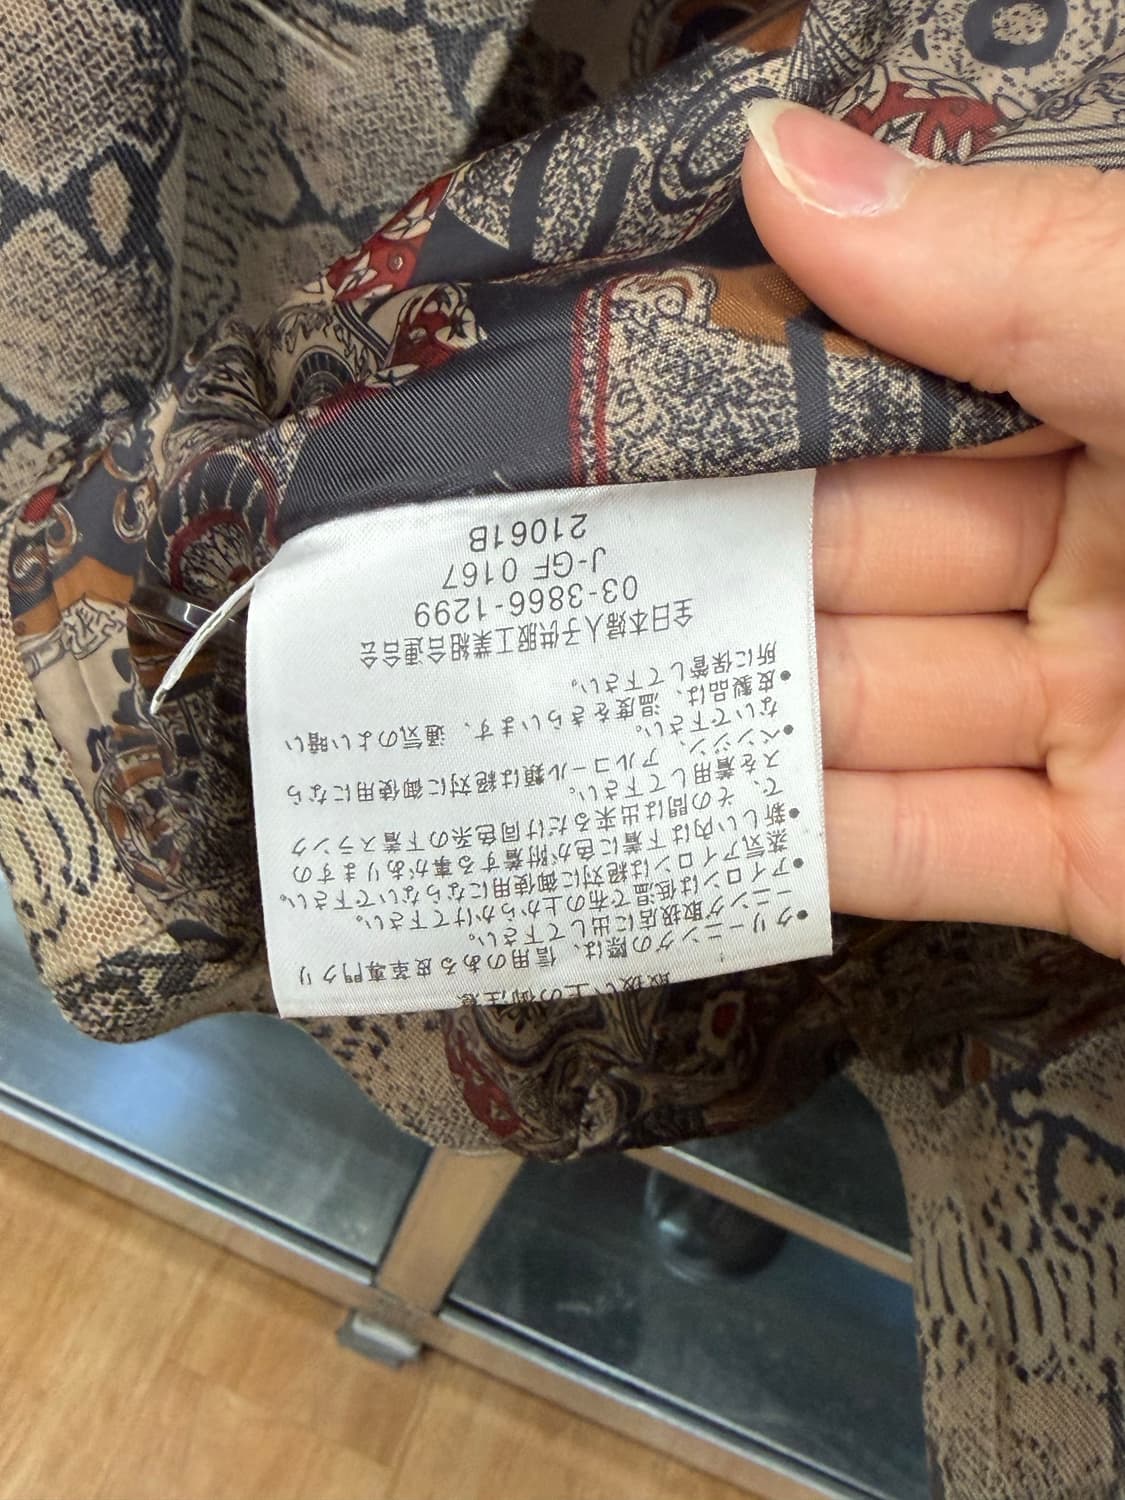 取扱い上の御注意
●クリーニングの際は、信用のある皮革専門クリ
ーニング取扱店に出して下さい。
●アイロンは低温で布の上からかけて下さい。
蒸気アイロンは絶対に御使用にならないで下さい。
●新しい内は下着に色が附着する事がありますの
で、その間は出来るだけ同色系の下着スラック
スを着用して下さい。
●ベンジン、アルコール類は絶対に御使用になら
ないで下さい。
●皮製品は、温度をきらいます、通気のよい暗い
所に保管して下さい。
全日本婦人子供服工業組合連合会
03-3866-1299
J-GF 0167
21061B